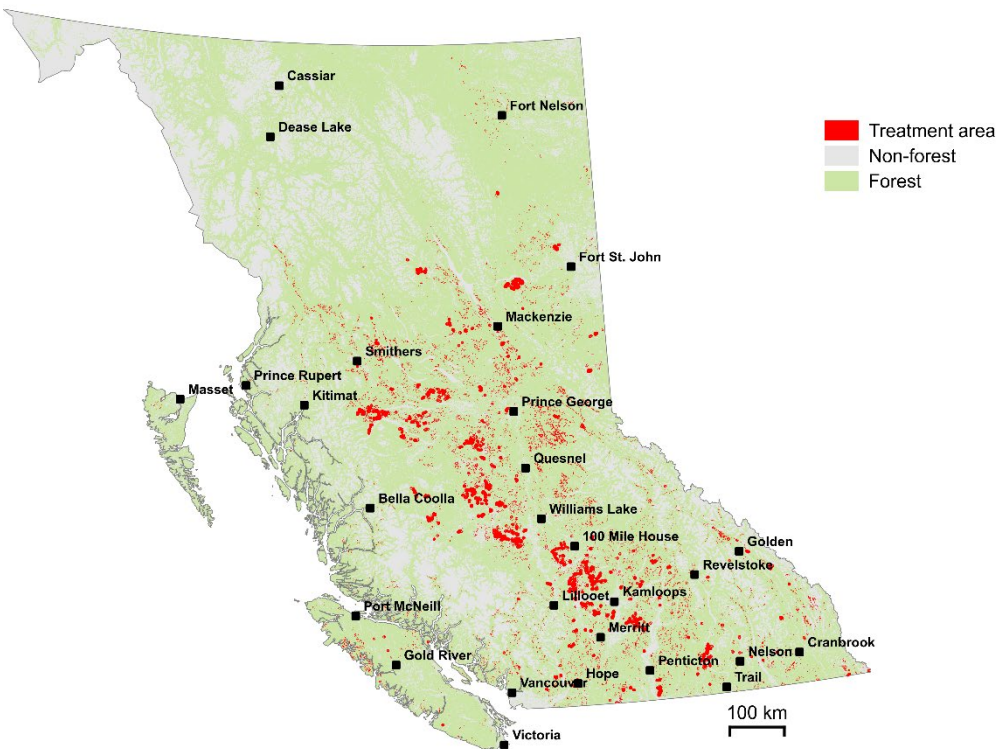 Cassiar
Fort Nelson
Dease Lake
Treatment area
Non-forest
Forest
Fort St. John
Mackenzie
Smithers
Prince Rupert
Masset
Kitimat
Prince George
Quesnel
Bella Coolla
Williams Lake
100 Mile House
Golden
Revelstoke
Lillooet
Kamloops
Port McNeill
Merritt
Cranbrook
Gold River
Nelson
Penticton
Hope
Trail
Vancouver
100 km
Victoria